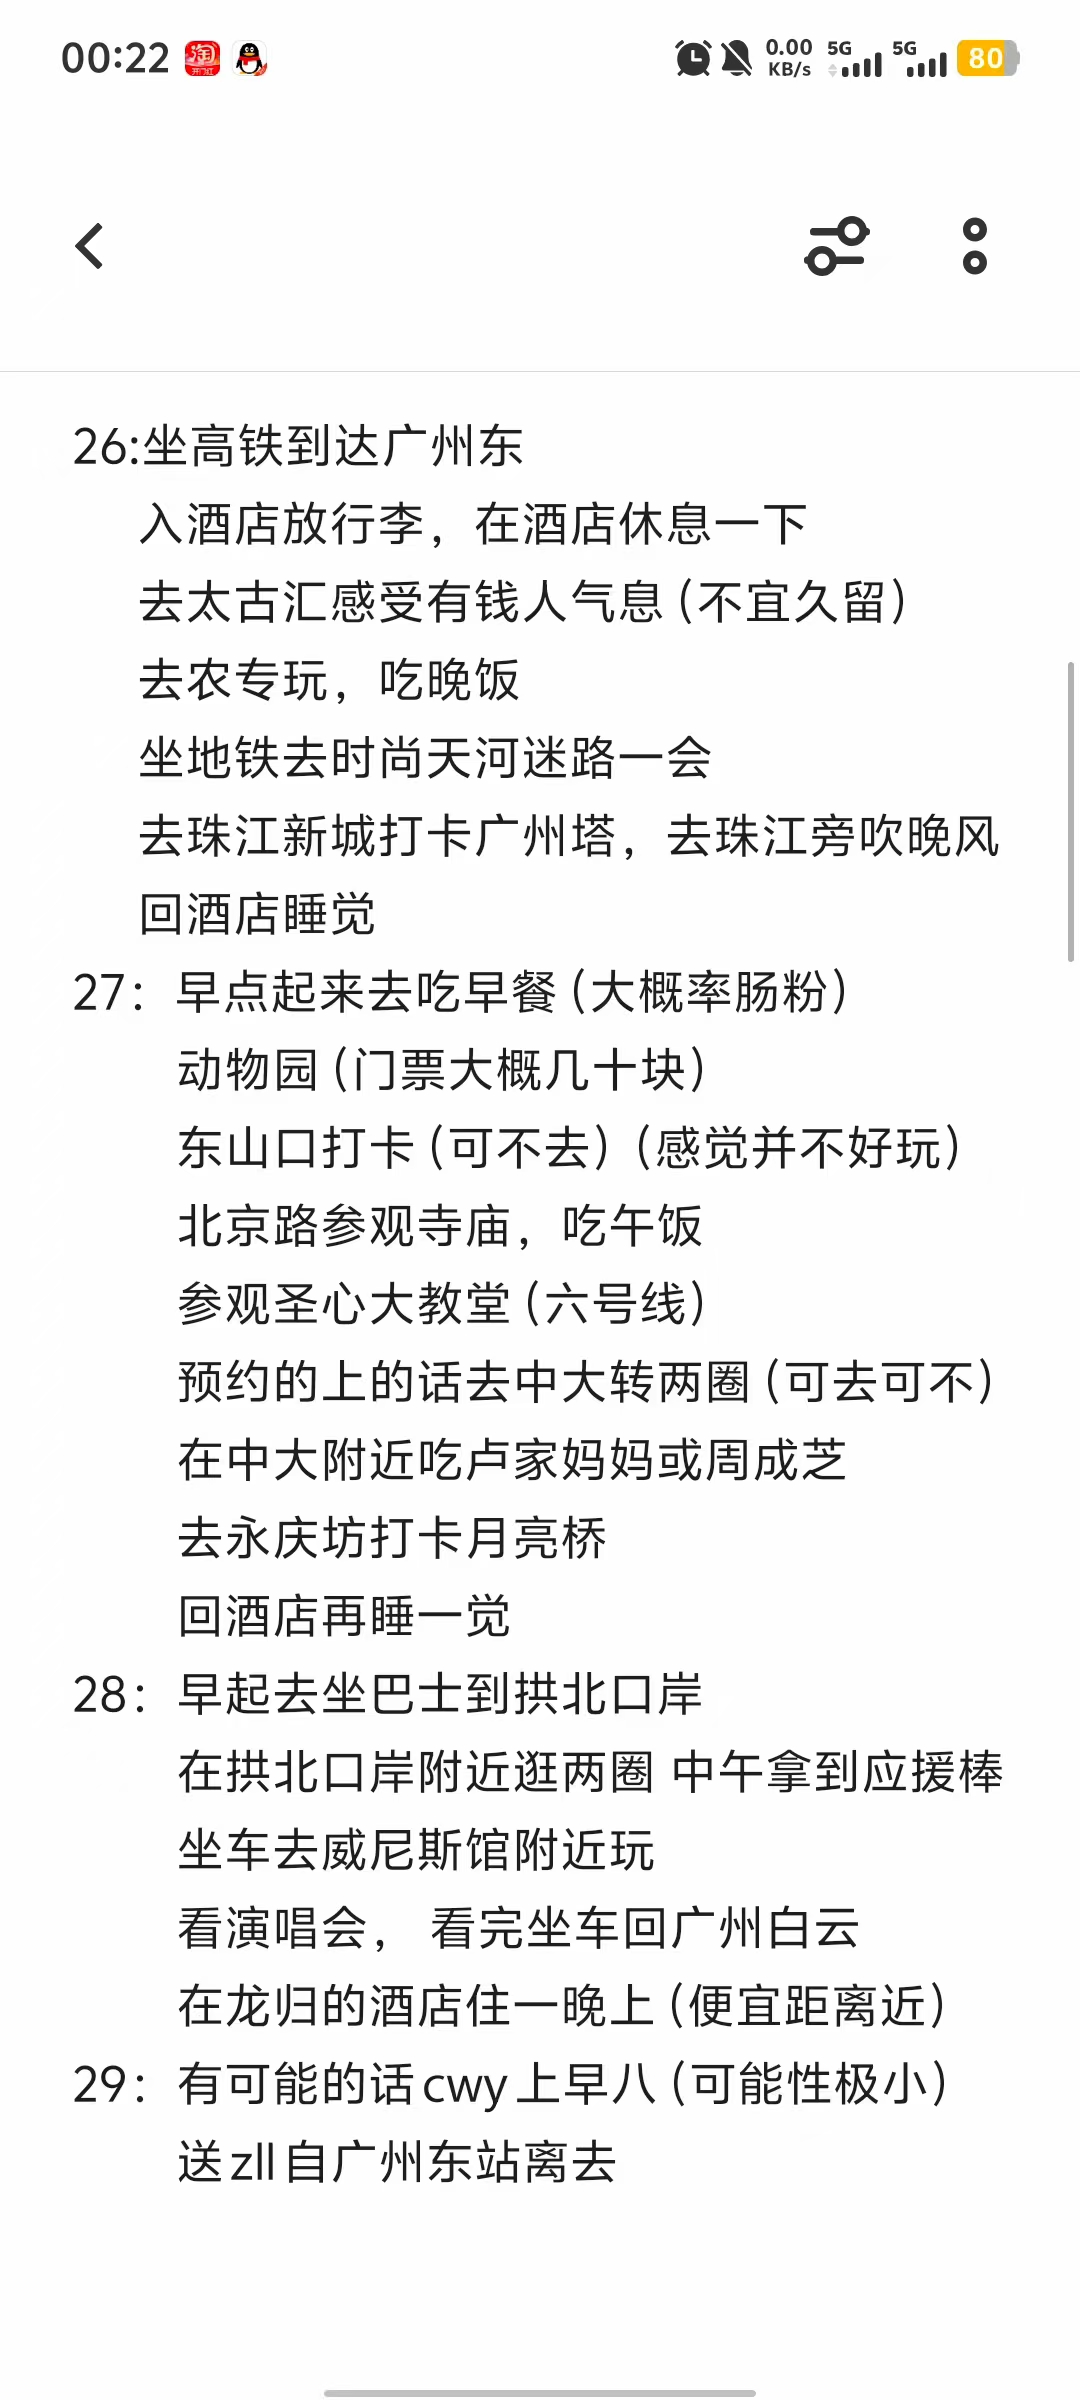 00:22 淘 开门红 0.00 KB/s 5G 5G 80
26:坐高铁到达广州东
入酒店放行李，在酒店休息一下
去太古汇感受有钱人气息(不宜久留)
去农专玩，吃晚饭
坐地铁去时尚天河迷路一会
去珠江新城打卡广州塔，去珠江旁吹晚风
回酒店睡觉
27：早点起来去吃早餐(大概率肠粉)
动物园(门票大概几十块)
东山口打卡(可不去)(感觉并不好玩)
北京路参观寺庙，吃午饭
参观圣心大教堂(六号线)
预约的上的话去中大转两圈(可去可不)
在中大附近吃卢家妈妈或周成芝
去永庆坊打卡月亮桥
回酒店再睡一觉
28：早起去坐巴士到拱北口岸
在拱北口岸附近逛两圈 中午拿到应援棒
坐车去威尼斯馆附近玩
看演唱会， 看完坐车回广州白云
在龙归的酒店住一晚上(便宜距离近)
29：有可能的话cwy上早八(可能性极小)
送zll自广州东站离去